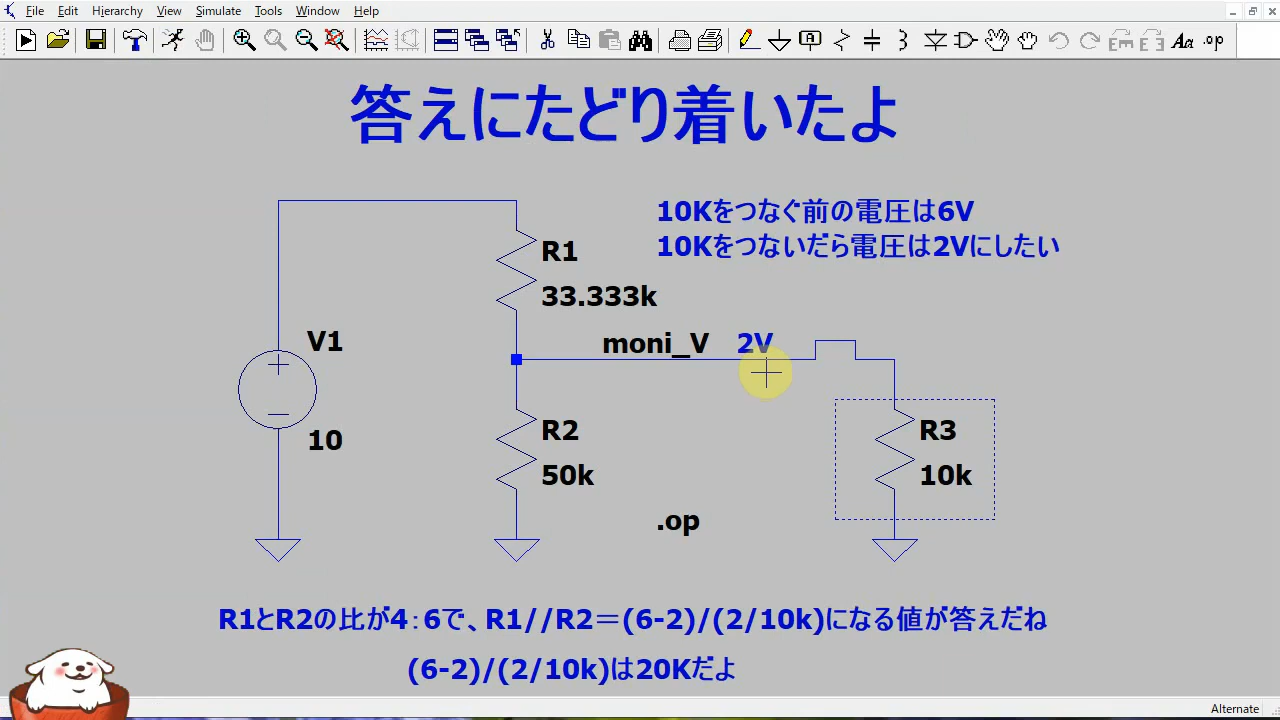 File Edit Hierarchy View Simulate Tools Window Help
.op
答えにたどり着いたよ
10Kをつなぐ前の電圧は6V
10Kをつないだら電圧は2Vにしたい
R1
33.333k
V1
moni_V 2V
10
R2
50k
R3
10k
.op
R1とR2の比が4：6で、R1//R2＝(6-2)/(2/10k)になる値が答えだね
(6-2)/(2/10k)は20Kだよ
Alternate